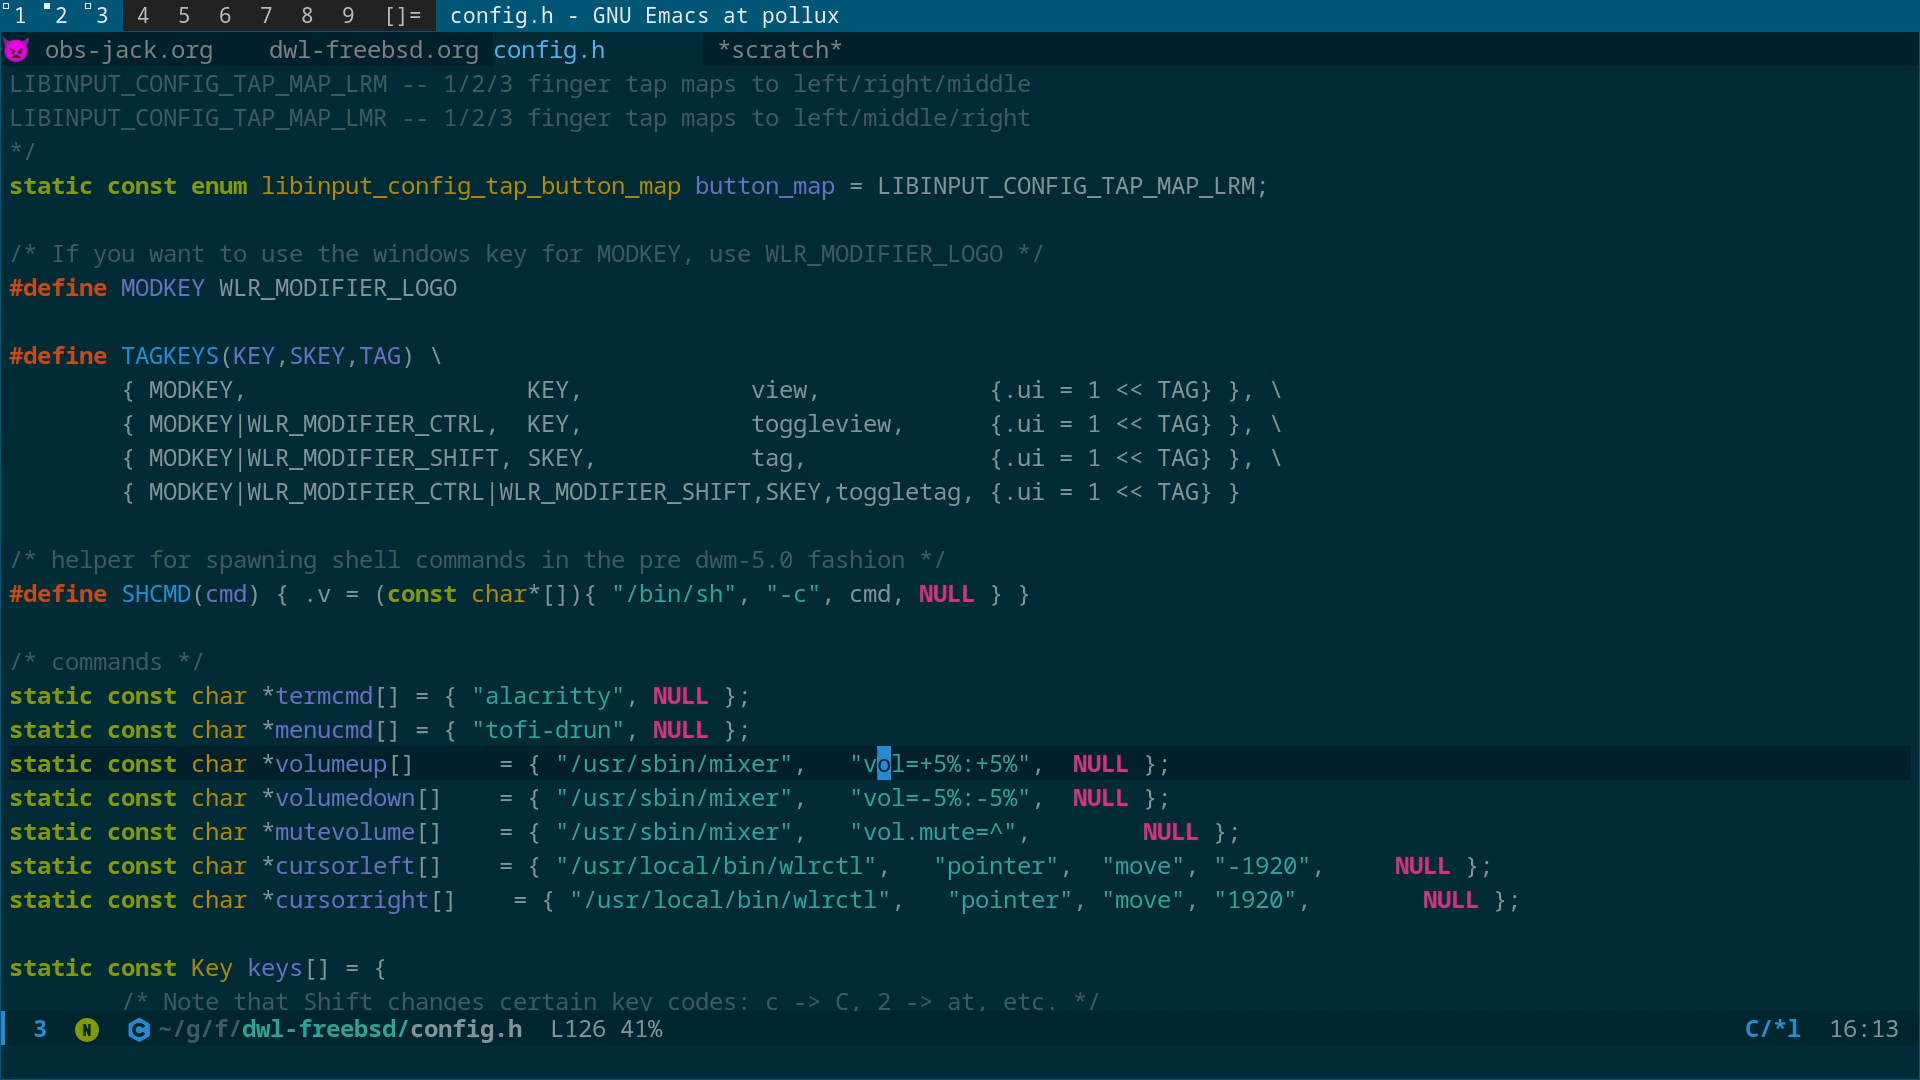 1 2 3 4 5 6 7 8 9 []= config.h - GNU Emacs at pollux
obs-jack.org dwl-freebsd.org config.h *scratch*
LIBINPUT_CONFIG_TAP_MAP_LRM -- 1/2/3 finger tap maps to left/right/middle
LIBINPUT_CONFIG_TAP_MAP_LMR -- 1/2/3 finger tap maps to left/middle/right
*/
static const enum libinput_config_tap_button_map button_map = LIBINPUT_CONFIG_TAP_MAP_LRM;
/* If you want to use the windows key for MODKEY, use WLR_MODIFIER_LOGO */
#define MODKEY WLR_MODIFIER_LOGO
#define TAGKEYS(KEY,SKEY,TAG) \
{ MODKEY, KEY, view, {.ui = 1 << TAG} }, \
{ MODKEY|WLR_MODIFIER_CTRL, KEY, toggleview, {.ui = 1 << TAG} }, \
{ MODKEY|WLR_MODIFIER_SHIFT, SKEY, tag, {.ui = 1 << TAG} }, \
{ MODKEY|WLR_MODIFIER_CTRL|WLR_MODIFIER_SHIFT,SKEY,toggletag, {.ui = 1 << TAG} }
/* helper for spawning shell commands in the pre dwm-5.0 fashion */
#define SHCMD(cmd) { .v = (const char*[]){ "/bin/sh", "-c", cmd, NULL } }
/* commands */
static const char *termcmd[] = { "alacritty", NULL };
static const char *menucmd[] = { "tofi-drun", NULL };
static const char *volumeup[] = { "/usr/sbin/mixer", "vol=+5%:+5%", NULL };
static const char *volumedown[] = { "/usr/sbin/mixer", "vol=-5%:-5%", NULL };
static const char *mutevolume[] = { "/usr/sbin/mixer", "vol.mute=^", NULL };
static const char *cursorleft[] = { "/usr/local/bin/wlrctl", "pointer", "move", "-1920", NULL };
static const char *cursorright[] = { "/usr/local/bin/wlrctl", "pointer", "move", "1920", NULL };
static const Key keys[] = {
/* Note that Shift changes certain key codes: c -> C, 2 -> at, etc. */
3 N C ~/g/f/dwl-freebsd/config.h L126 41% C/*l 16:13